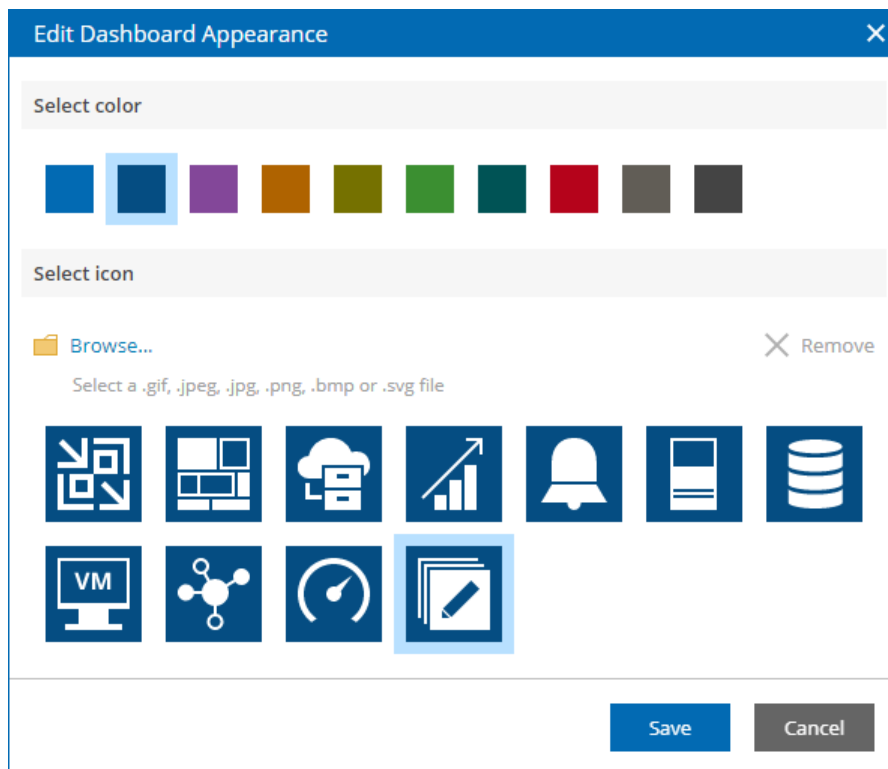 Edit Dashboard Appearance
Select color
Select icon
Browse...
Remove
Select a .gif, .jpeg, .jpg, .png, .bmp or .svg file
VM
Save
Cancel